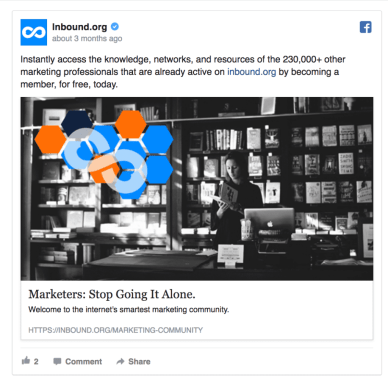 Inbound.org
about 3 months ago
Instantly access the knowledge, networks, and resources of the 230,000+ other
marketing professionals that are already active on inbound.org by becoming a
member, for free, today.
Marketers: Stop Going It Alone.
Welcome to the internet's smartest marketing community.
HTTPS://INBOUND.ORG/MARKETING-COMMUNITY
2 Comment Share